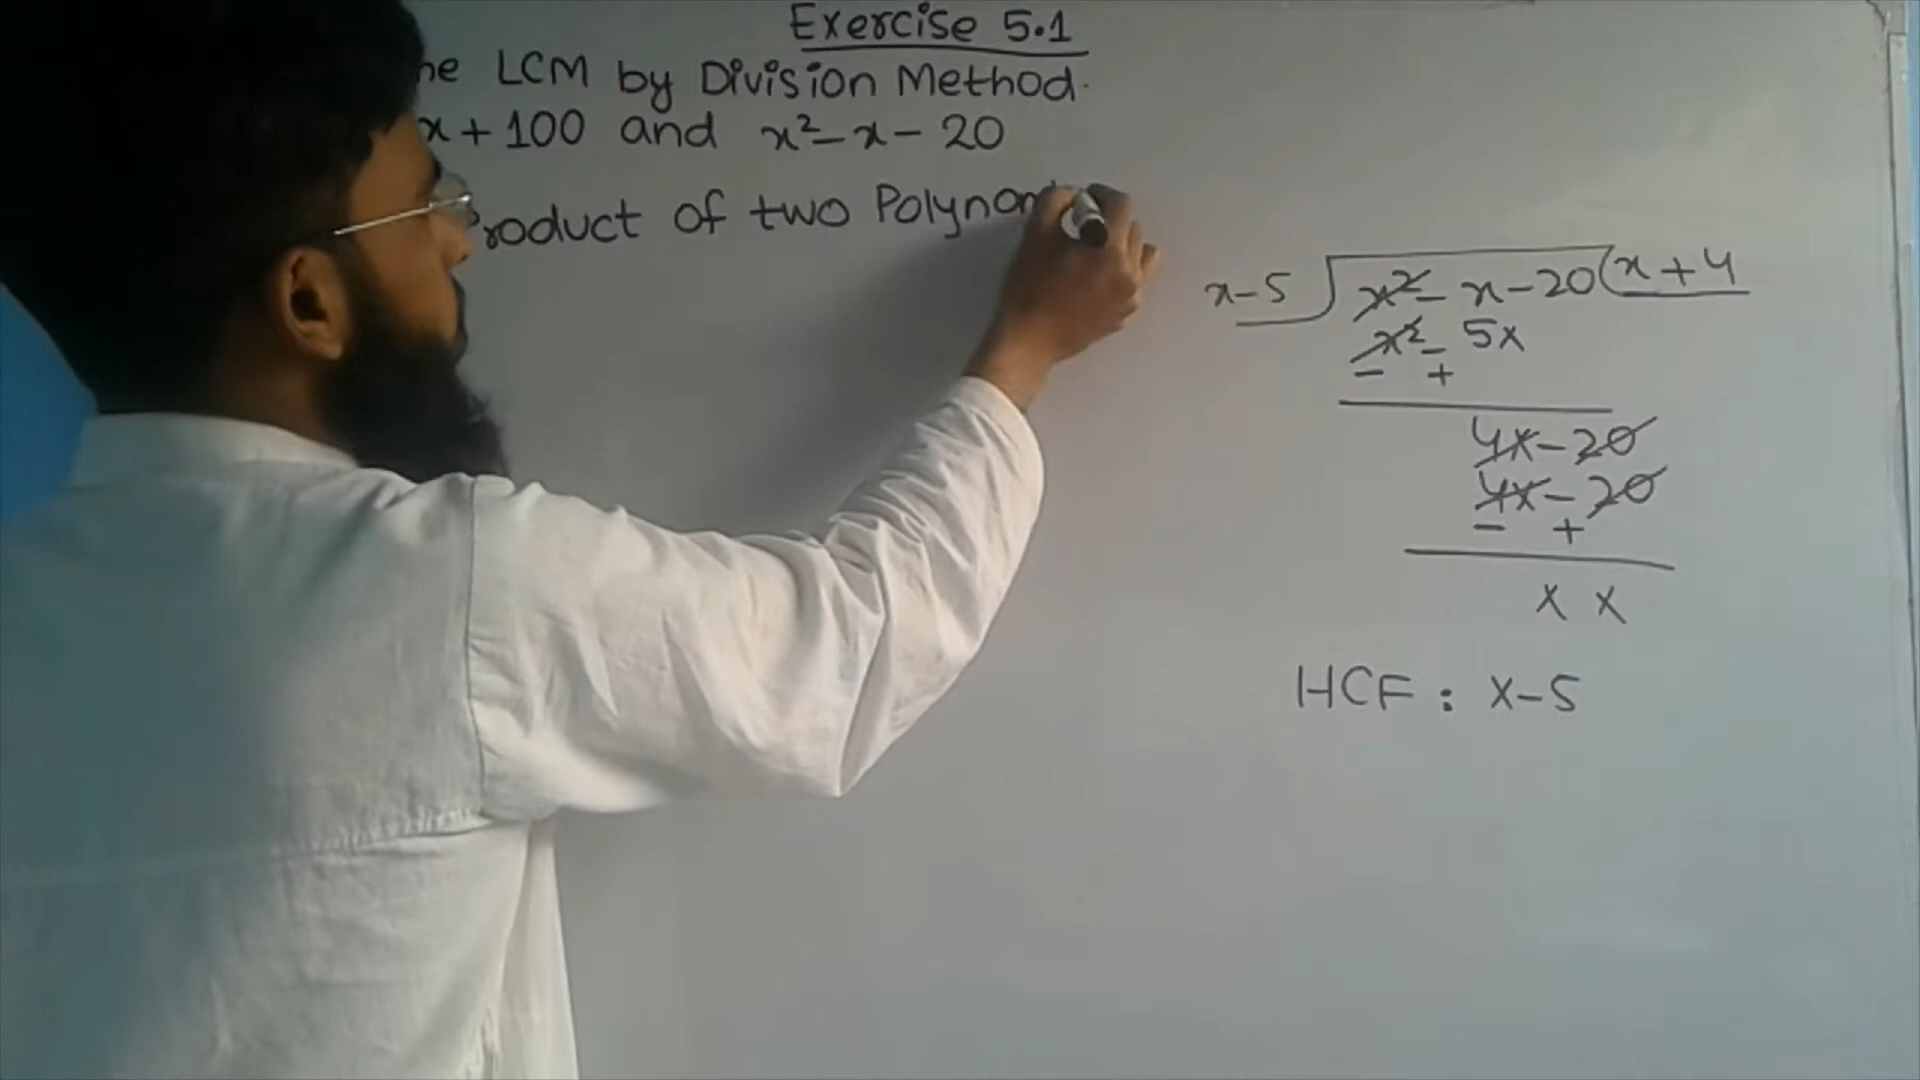 Exercise 5.1
he LCM by Division Method.
x + 100 and x² - x - 20
Product of two Polynom
x-5 ) x² - x - 20 ( x + 4
x² - 5x
- +
4x - 20
4x - 20
- +
x x
HCF : x-5